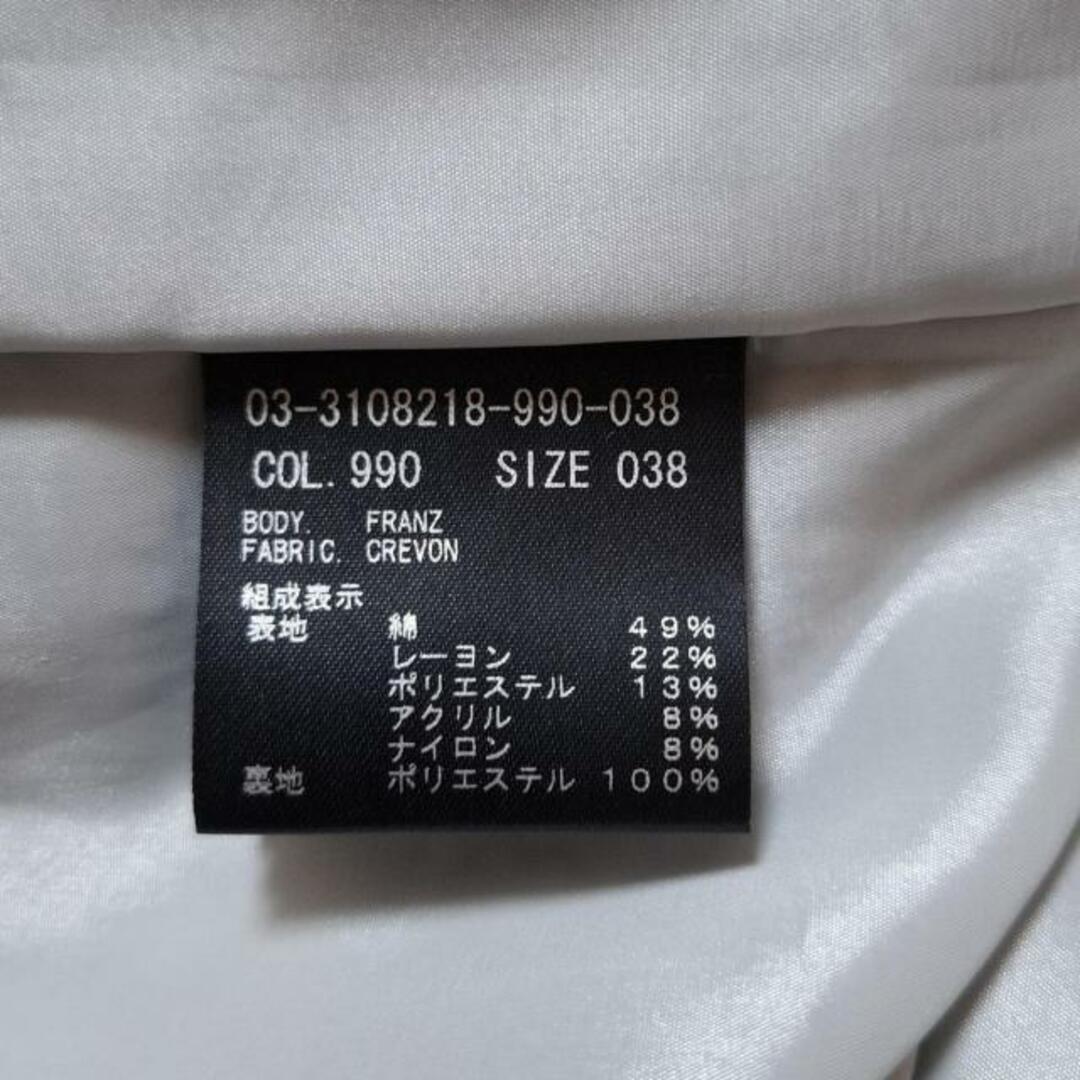 03-3108218-990-038
COL. 990 SIZE 038
BODY. FRANZ
FABRIC. CREVON
組成表示
表地 綿 49%
レーヨン 22%
ポリエステル 13%
アクリル 8%
ナイロン 8%
裏地 ポリエステル 100%